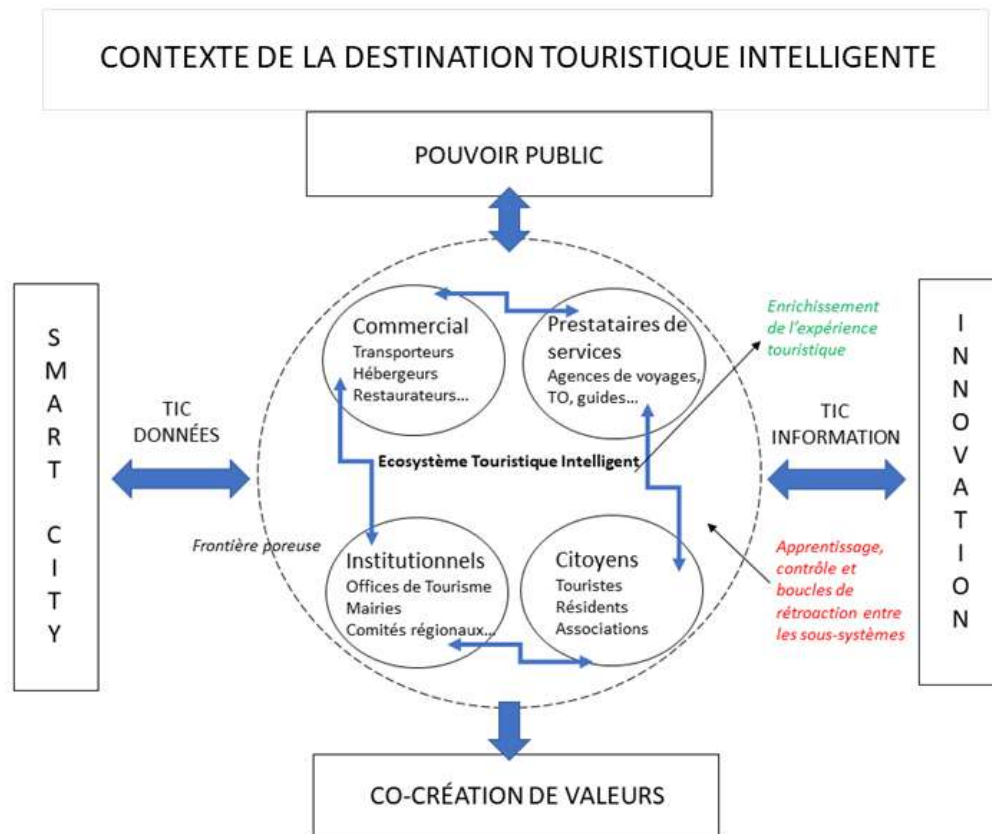 CONTEXTE DE LA DESTINATION TOURISTIQUE INTELLIGENTE
POUVOIR PUBLIC
SMART CITY
TIC
DONNÉES
Commercial
Transporteurs
Hébergeurs
Restaurateurs...
Prestataires de
services
Agences de voyages,
TO, guides...
Enrichissement
de l'expérience
touristique
TIC
INFORMATION
INNOVATION
Ecosystème Touristique Intelligent
Frontière poreuse
Institutionnels
Offices de Tourisme
Mairies
Comités régionaux...
Citoyens
Touristes
Résidents
Associations
Apprentissage,
contrôle et
boucles de
rétroaction entre
les sous-systèmes
CO-CRÉATION DE VALEURS